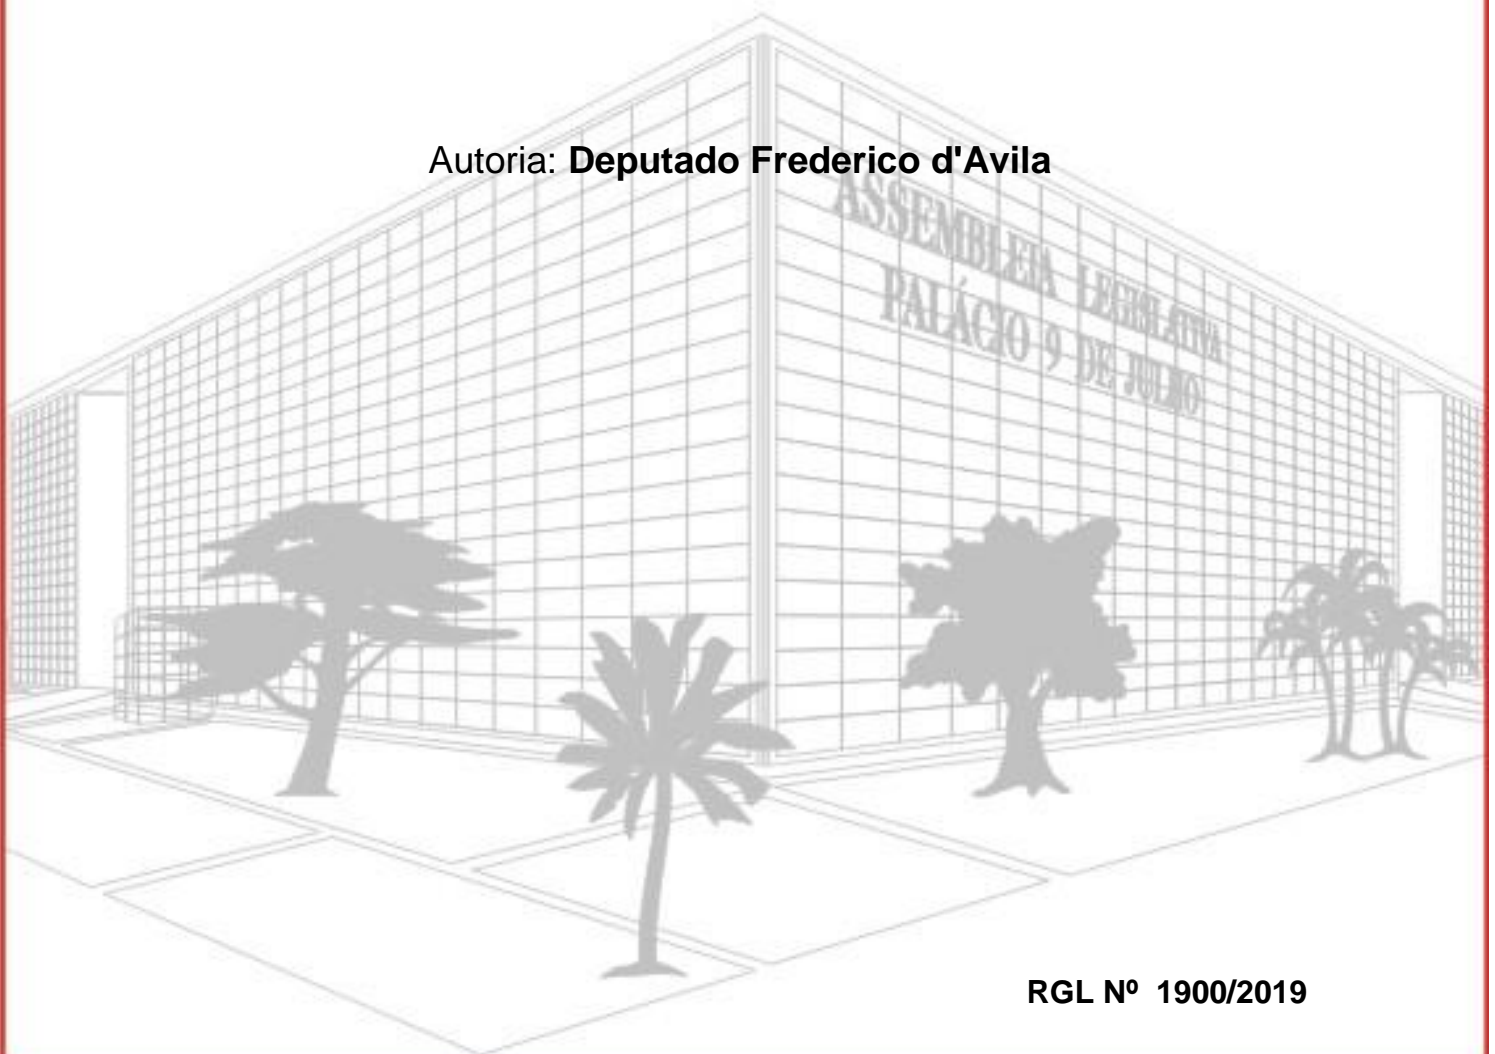 Autoria: Deputado Frederico d'Avila
ASSEMBLEIA LEGISLATIVA
PALÁCIO 9 DE JULHO
RGL Nº 1900/2019